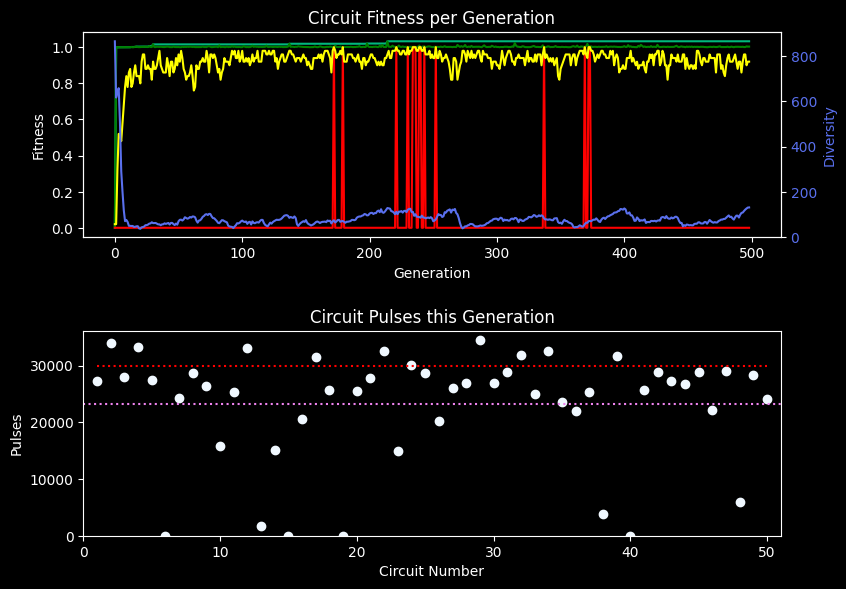 Circuit Fitness per Generation
1.0
0.8
0.6
0.4
0.2
0.0
Fitness
800
600
400
200
0
Diversity
0 100 200 300 400 500
Generation
Circuit Pulses this Generation
30000
20000
10000
0
Pulses
0 10 20 30 40 50
Circuit Number